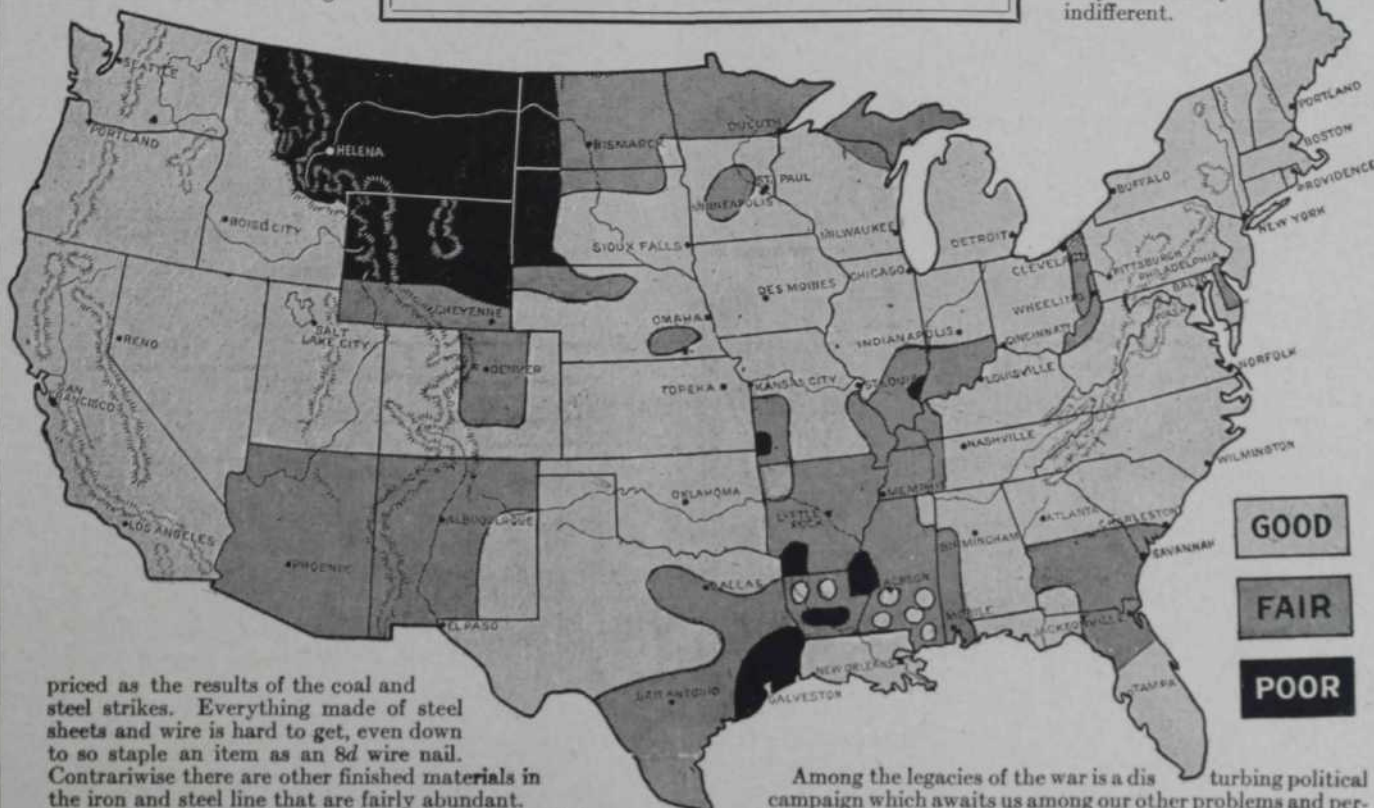 indifferent.
SEATTLE
PORTLAND
HELENA
BOISE CITY
BISMARCK
DULUTH
ST. PAUL
MINNEAPOLIS
SIOUX FALLS
MILWAUKEE
DETROIT
BUFFALO
PORTLAND
BOSTON
PROVIDENCE
NEW YORK
CLEVELAND
PITTSBURGH
PHILADELPHIA
WHEELING
CHICAGO
DES MOINES
OMAHA
CHEYENNE
SALT
LAKE CITY
RENO
SAN
FRANCISCO
DENVER
TOPEKA
KANSAS CITY
ST. LOUIS
INDIANAPOLIS
CINCINNATI
LOUISVILLE
NORFOLK
NASHVILLE
WILMINGTON
LOS ANGELES
PHOENIX
ALBUQUERQUE
OKLAHOMA
LITTLE
ROCK
MEMPHIS
BIRMINGHAM
ATLANTA
CHARLESTON
SAVANNAH
EL PASO
DALLAS
JACKSON
MOBILE
JACKSONVILLE
SAN ANTONIO
GALVESTON
NEW ORLEANS
TAMPA
GOOD
FAIR
POOR
priced as the results of the coal and
steel strikes. Everything made of steel
sheets and wire is hard to get, even down
to so staple an item as an 8d wire nail.
Contrariwise there are other finished materials in
the iron and steel line that are fairly abundant.
Among the legacies of the war is a dis turbing political
campaign which awaits us among our other problems and per-